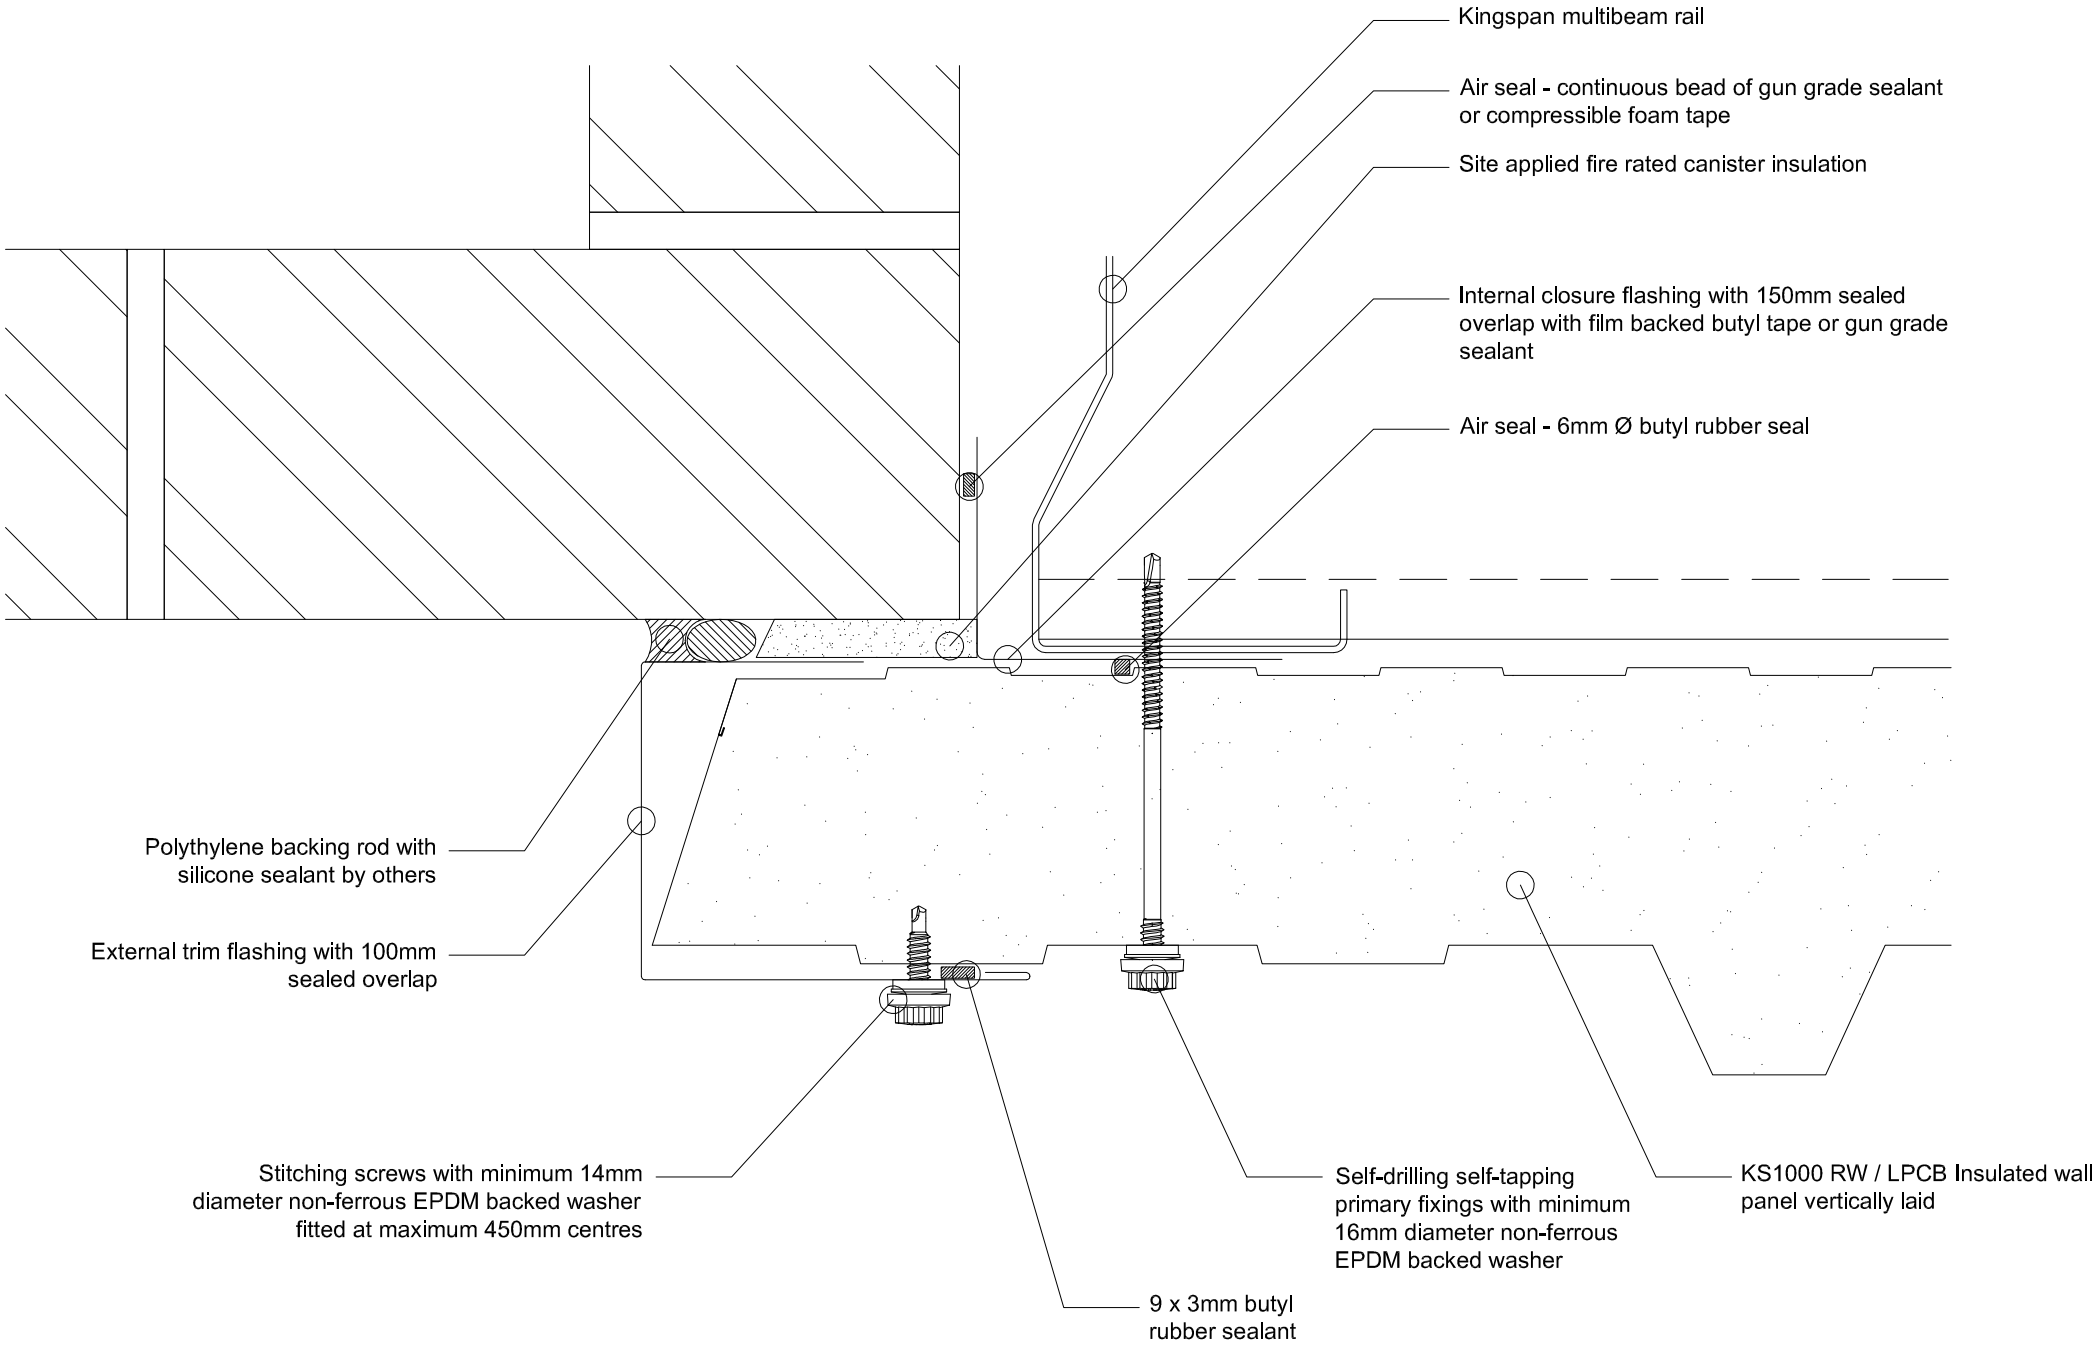 Kingspan multibeam rail
Air seal - continuous bead of gun grade sealant
or compressible foam tape
Site applied fire rated canister insulation
Internal closure flashing with 150mm sealed
overlap with film backed butyl tape or gun grade
sealant
Air seal - 6mm Ø butyl rubber seal
Polythylene backing rod with
silicone sealant by others
External trim flashing with 100mm
sealed overlap
Stitching screws with minimum 14mm
diameter non-ferrous EPDM backed washer
fitted at maximum 450mm centres
Self-drilling self-tapping
primary fixings with minimum
16mm diameter non-ferrous
EPDM backed washer
KS1000 RW / LPCB Insulated wall
panel vertically laid
9 x 3mm butyl
rubber sealant